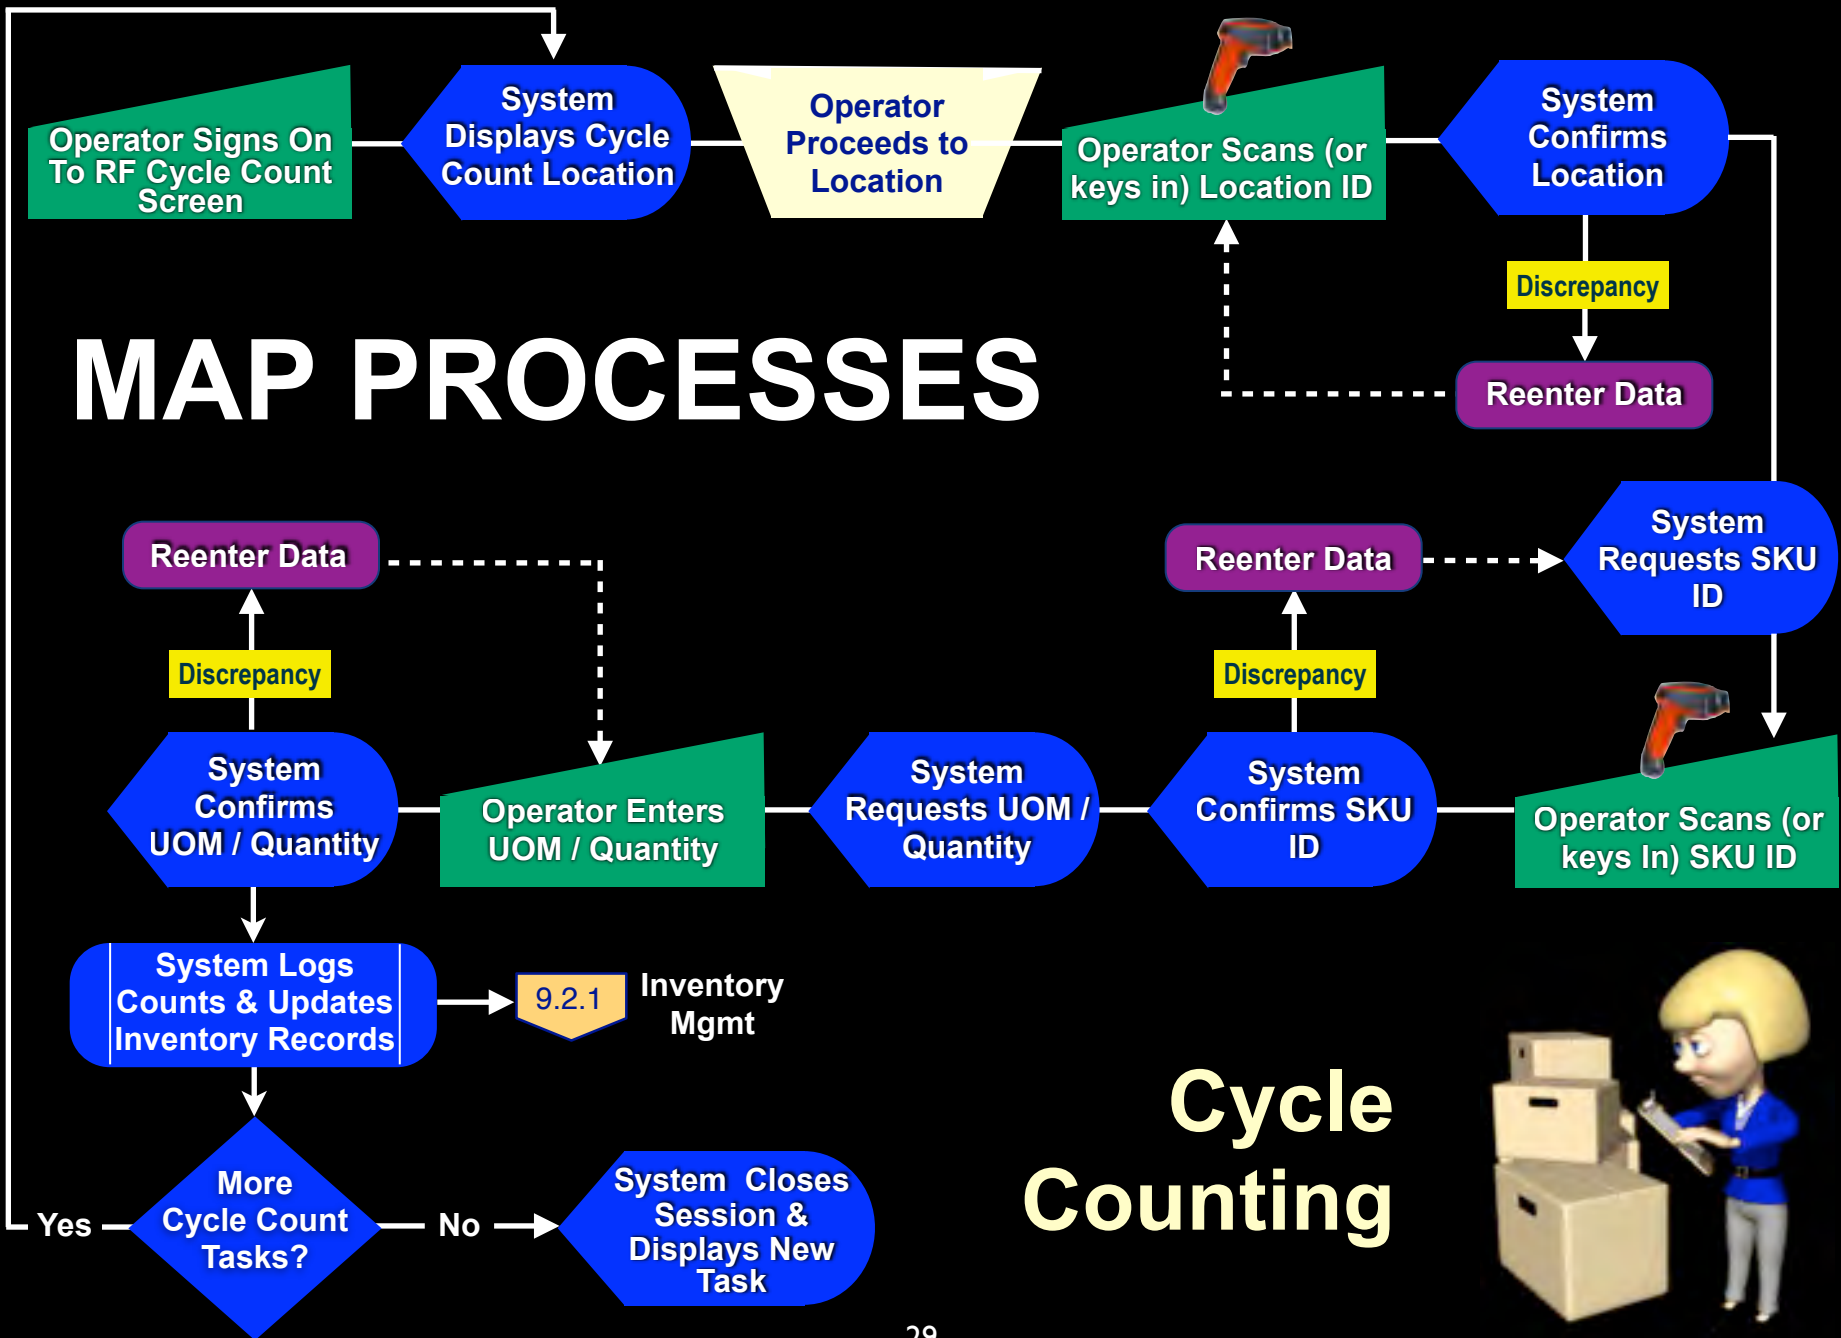 Operator Signs On
To RF Cycle Count
Screen
System
Displays Cycle
Count Location
Operator
Proceeds to
Location
Operator Scans (or
keys in) Location ID
System
Confirms
Location
Discrepancy
Reenter Data
MAP PROCESSES
System
Requests SKU
ID
Reenter Data
Discrepancy
Reenter Data
Discrepancy
Operator Scans (or
keys In) SKU ID
System
Confirms SKU
ID
System
Requests UOM /
Quantity
Operator Enters
UOM / Quantity
System
Confirms
UOM / Quantity
System Logs
Counts & Updates
Inventory Records
9.2.1
Inventory
Mgmt
More
Cycle Count
Tasks?
Yes
No
System Closes
Session &
Displays New
Task
Cycle
Counting
29